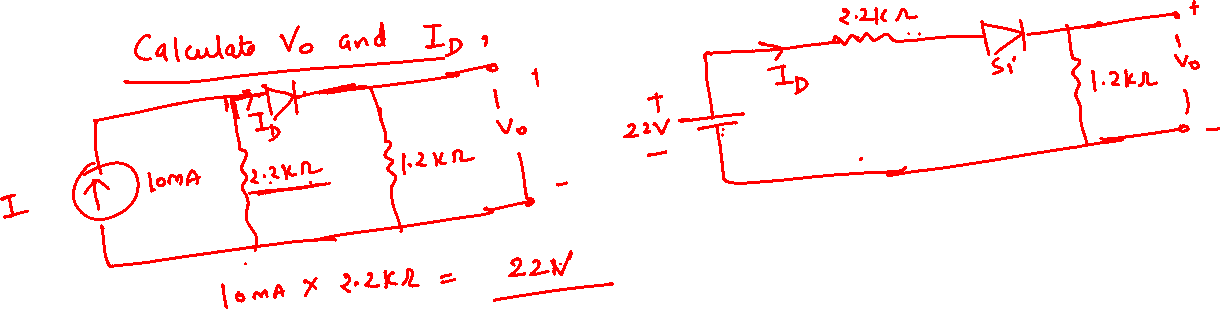 Calculate Vo and ID,
I
10mA
ID
2.2KΩ
1.2KΩ
+
Vo
-
10mA × 2.2KΩ = 22V
+
22V
-
ID
2.2KΩ
Si
1.2KΩ
+
Vo
-